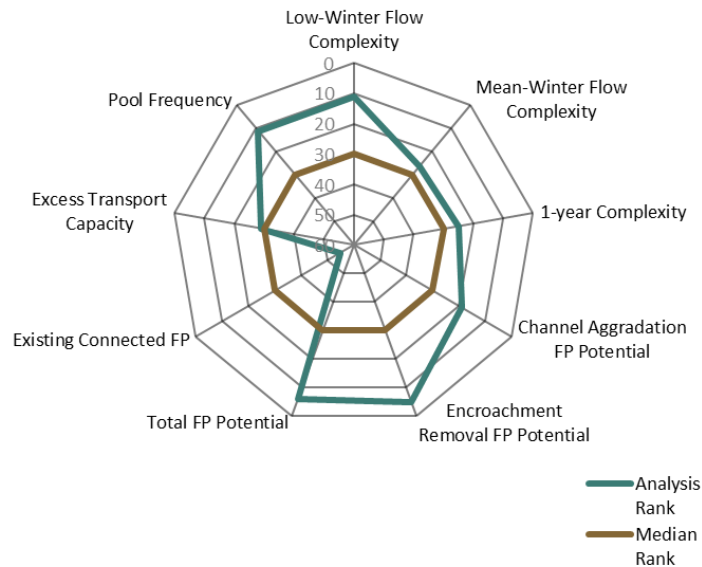 Low-Winter Flow
Complexity
Mean-Winter Flow
Complexity
1-year Complexity
Channel Aggradation
FP Potential
Encroachment
Removal FP Potential
Total FP Potential
Existing Connected FP
Excess Transport
Capacity
Pool Frequency
0
10
20
30
40
50
60
Analysis
Rank
Median
Rank